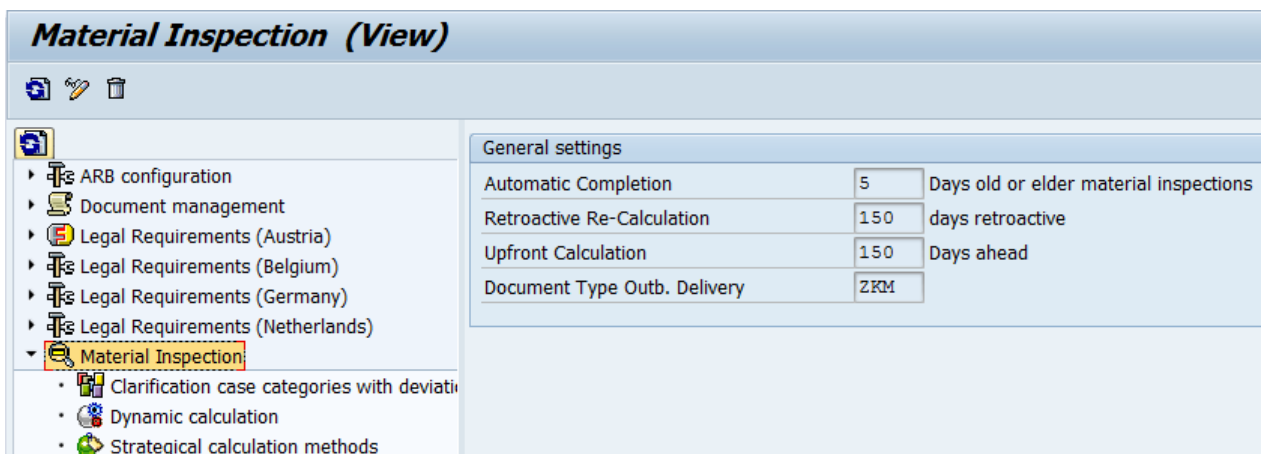 Material Inspection (View)
ARB configuration
Document management
Legal Requirements (Austria)
Legal Requirements (Belgium)
Legal Requirements (Germany)
Legal Requirements (Netherlands)
Material Inspection
Clarification case categories with deviati
Dynamic calculation
Strategical calculation methods
General settings
Automatic Completion 5 Days old or elder material inspections
Retroactive Re-Calculation 150 days retroactive
Upfront Calculation 150 Days ahead
Document Type Outb. Delivery ZKM